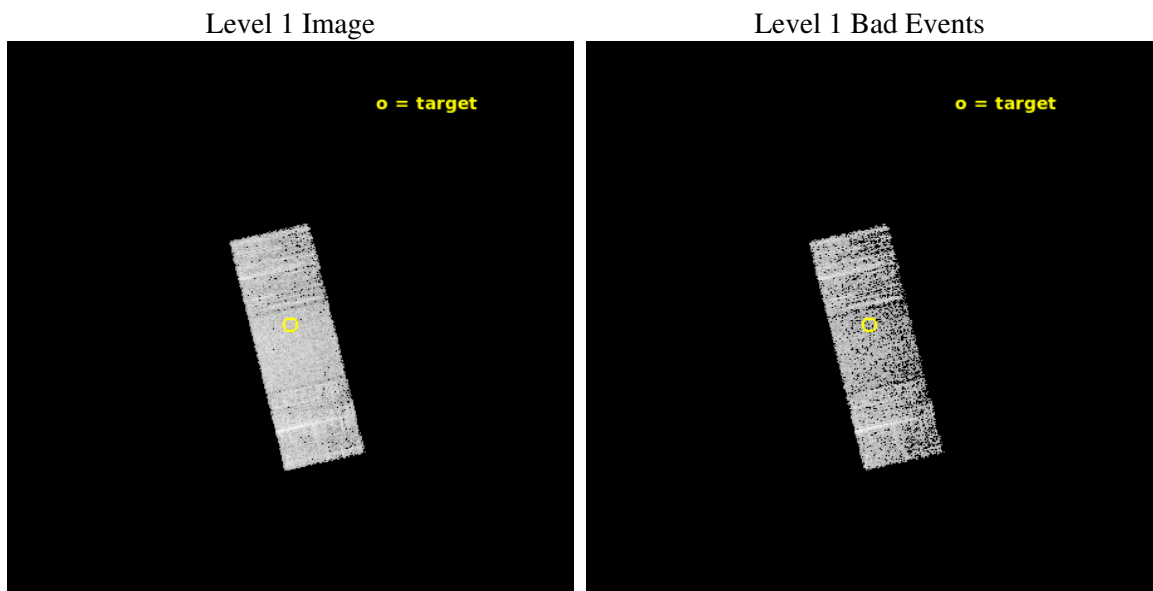 Level 1 Image
Level 1 Bad Events
o = target
o = target